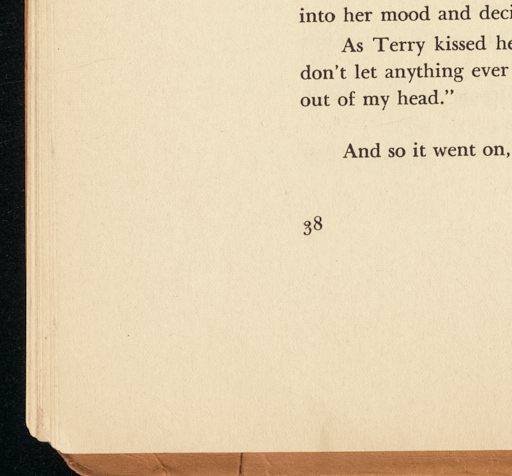 into her mood and deci
As Terry kissed he
don't let anything ever
out of my head.”
And so it went on,
38